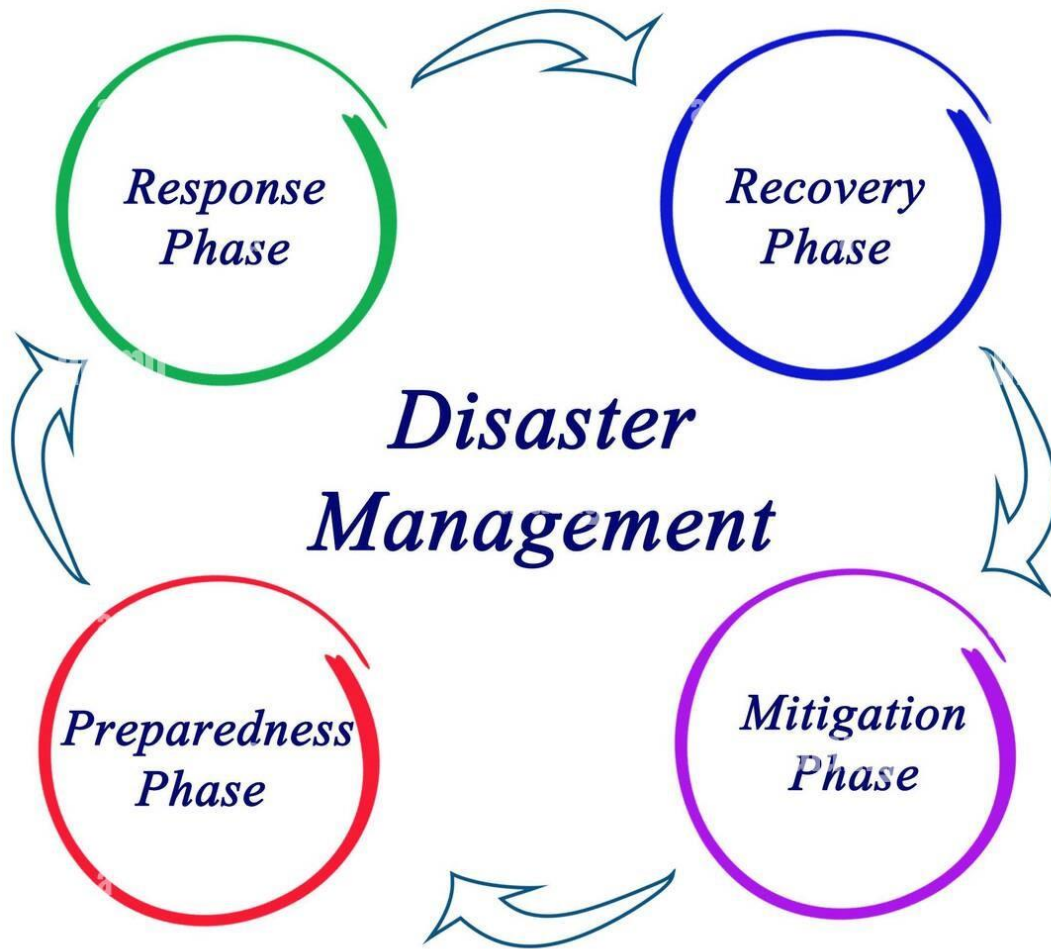 Response
Phase
Recovery
Phase
Disaster
Management
Preparedness
Phase
Mitigation
Phase